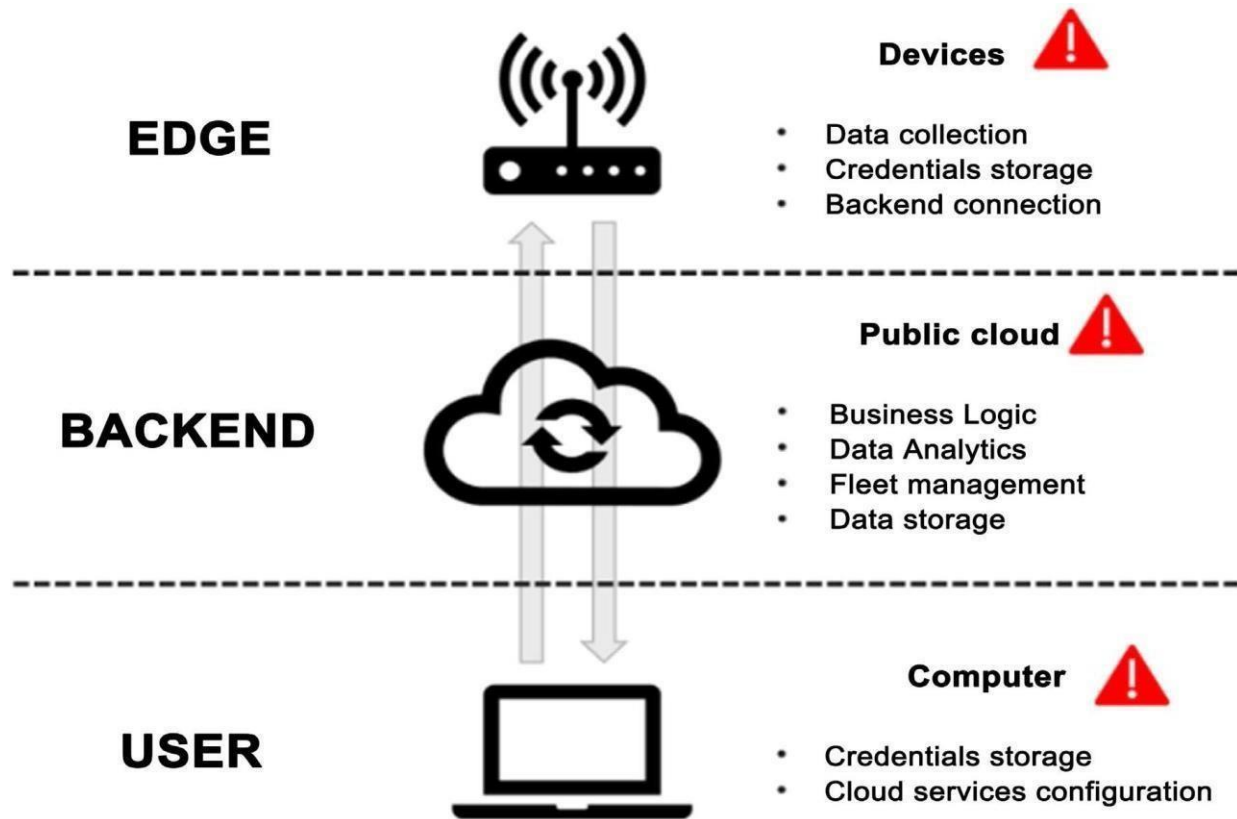 Devices
EDGE
• Data collection
• Credentials storage
• Backend connection
Public cloud
BACKEND
• Business Logic
• Data Analytics
• Fleet management
• Data storage
Computer
USER
• Credentials storage
• Cloud services configuration